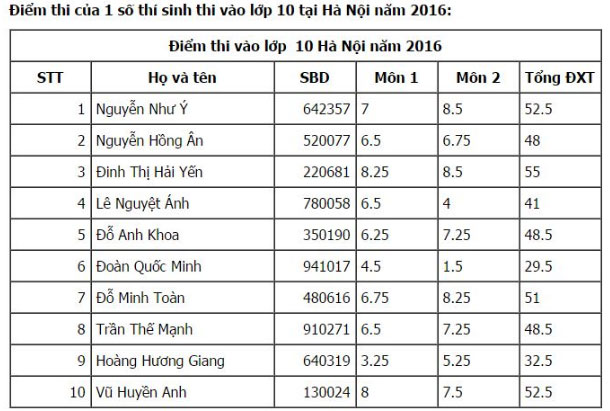 Điểm thi của 1 số thí sinh thi vào lớp 10 tại Hà Nội năm 2016:
Điểm thi vào lớp 10 Hà Nội năm 2016
STT Họ và tên SBD Môn 1 Môn 2 Tổng ĐXT
1 Nguyễn Như Ý 642357 7 8.5 52.5
2 Nguyễn Hồng Ân 520077 6.5 6.75 48
3 Đinh Thị Hải Yến 220681 8.25 8.5 55
4 Lê Nguyệt Ánh 780058 6.5 4 41
5 Đỗ Anh Khoa 350190 6.25 7.25 48.5
6 Đoàn Quốc Minh 941017 4.5 1.5 29.5
7 Đỗ Minh Toàn 480616 6.75 8.25 51
8 Trần Thế Mạnh 910271 6.5 7.25 48.5
9 Hoàng Hương Giang 640319 3.25 5.25 32.5
10 Vũ Huyền Anh 130024 8 7.5 52.5